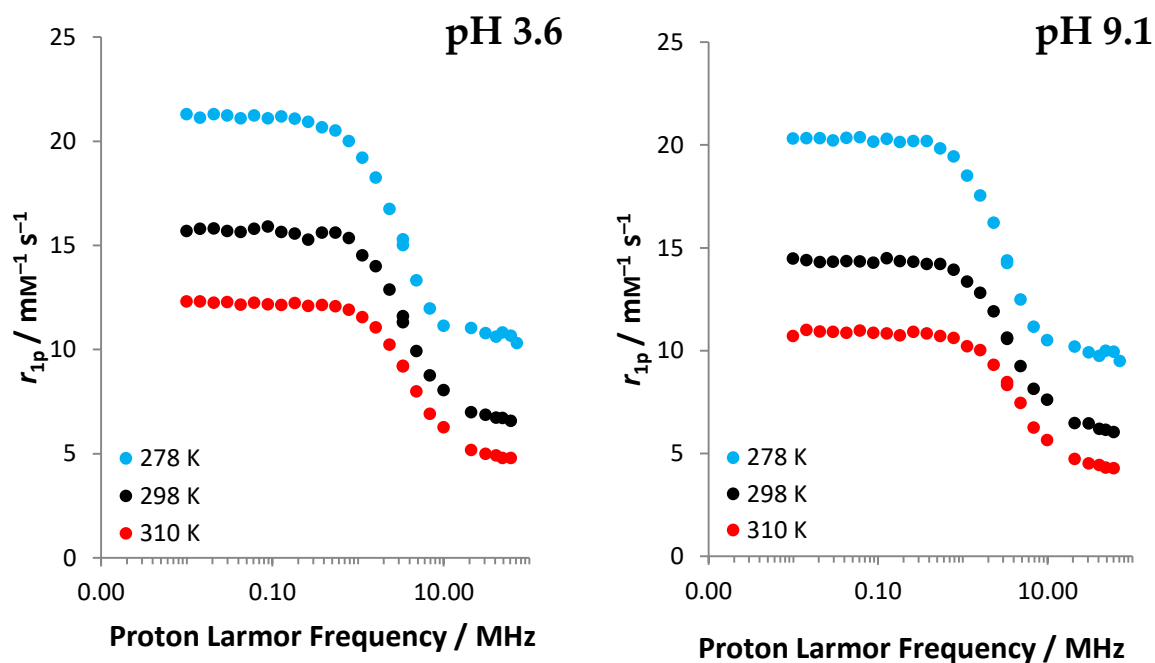 pH 3.6
25
20
15
10
5
0
r1p / mM−1 s−1
278 K
298 K
310 K
0.00
0.10
10.00
Proton Larmor Frequency / MHz
pH 9.1
25
20
15
10
5
0
r1p / mM−1 s−1
278 K
298 K
310 K
0.00
0.10
10.00
Proton Larmor Frequency / MHz